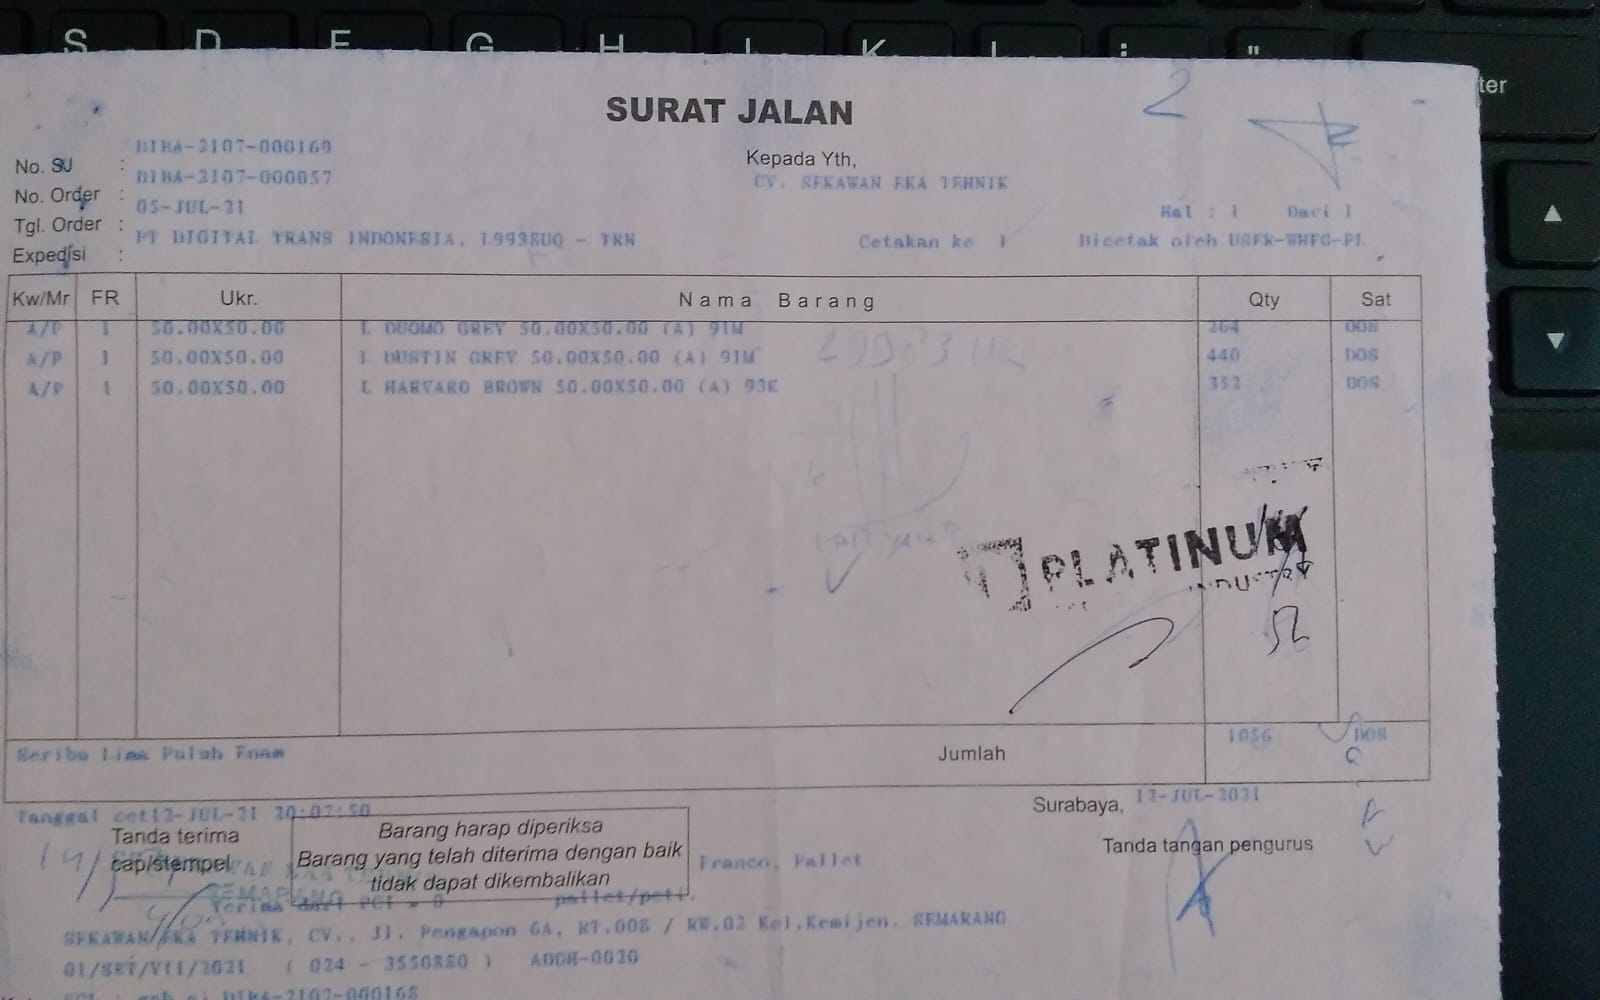 S D F G H J K L ; "
ter
SURAT JALAN
2
No. SJ : DIBA-2107-000169
No. Order : DIBA-2107-000057
Tgl. Order : 05-JUL-21
Expedisi : PT DIGITAL TRANS INDONESIA, L9938UQ - TRN
Kepada Yth,
CV. SEKAWAN EKA TEHNIK
Hal : 1 Dari 1
Cetakan ke 1 Dicetak oleh USER-WHFG-PI.
Kw/Mr FR Ukr. Nama Barang Qty Sat
A/P 1 50.00X50.00 L DUOMO GREY 50.00X50.00 (A) 91M 264 DOS
A/P 1 50.00X50.00 L DUSTIN GREY 50.00X50.00 (A) 91M 440 DOS
A/P 1 50.00X50.00 L HARVARD BROWN 50.00X50.00 (A) 93K 352 DOS
PLATINUM
INDUSTRY
Seribu Lima Puluh Enam Jumlah 1056 DOS
Tanggal cet12-JUL-21 20:07:50
Surabaya, 12-JUL-2021
Tanda terima
cap/stempel
Barang harap diperiksa
Barang yang telah diterima dengan baik
tidak dapat dikembalikan
Tanda tangan pengurus
Franco, Pallet
SEMARANG
Terima dari PCI = 0 pallet/peti.
SEKAWAN EKA TEHNIK, CV., Jl. Pengapon 6A, RT.008 / RW.02 Kel.Kemijen. SEMARANG
01/SET/VII/2021 ( 024 - 3550880 ) ADDH-0020
DIBA-2107-000168